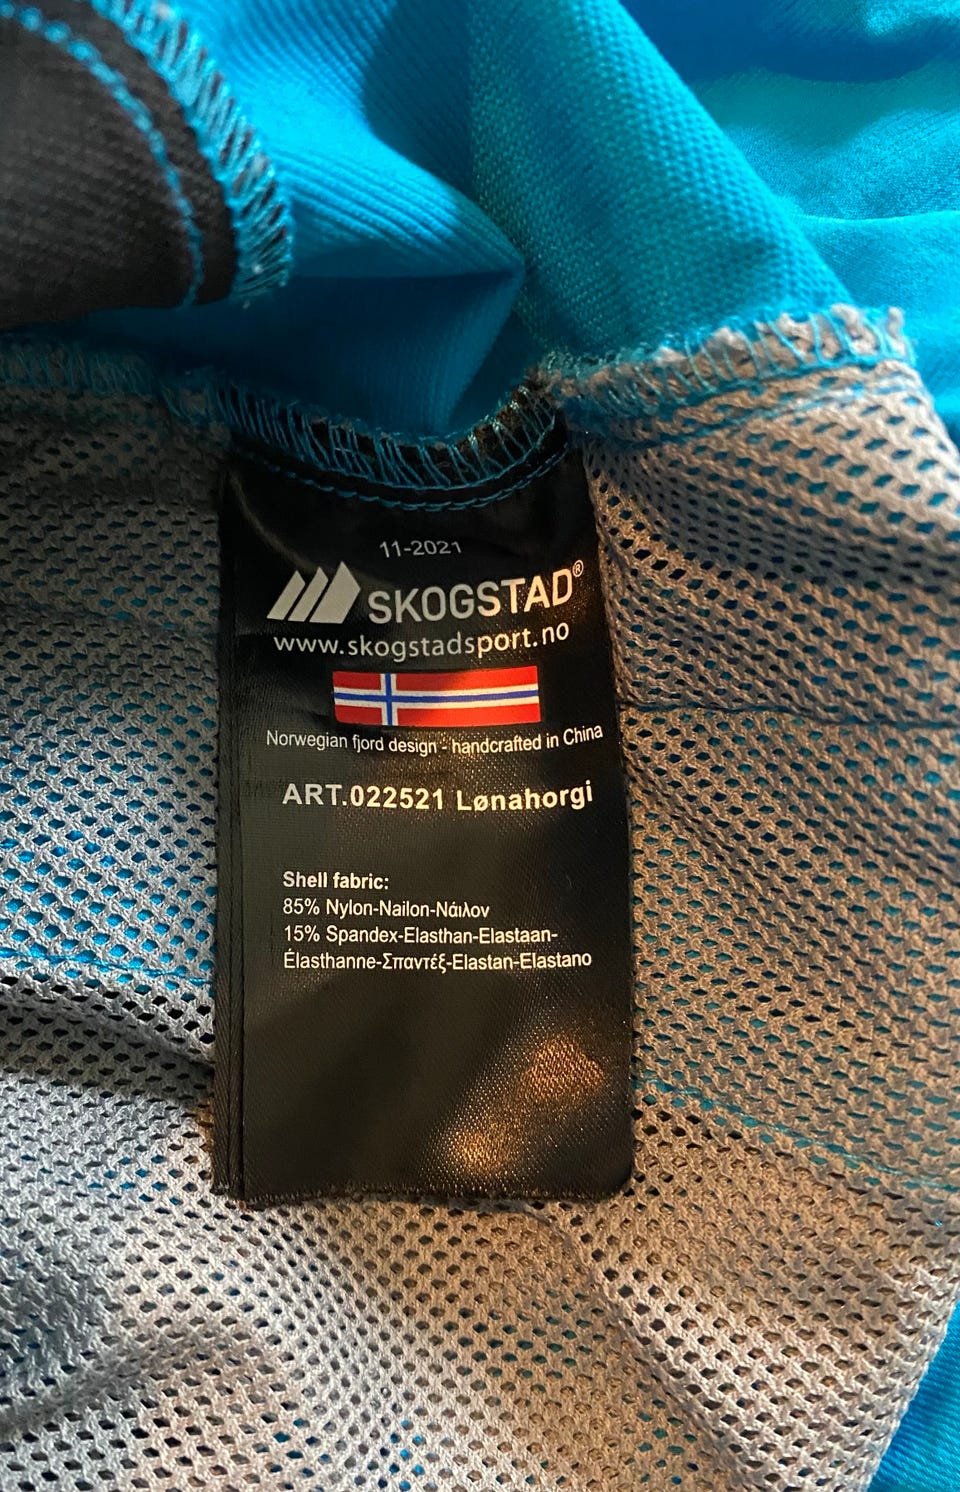 11-2021
SKOGSTAD®
www.skogstadsport.no
Norwegian fjord design - handcrafted in China
ART.022521 Lønahorgi
Shell fabric:
85% Nylon-Nailon-Νάιλον
15% Spandex-Elasthan-Elastaan-
Élasthanne-Σπαντέξ-Elastan-Elastano